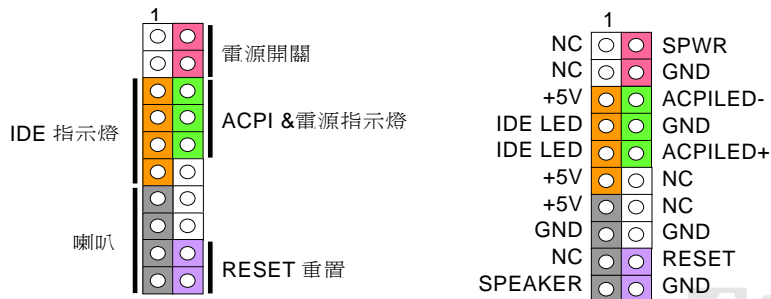 1
電源開關
IDE 指示燈
ACPI &電源指示燈
喇叭
RESET 重置
1
NC SPWR
NC GND
+5V ACPILED-
IDE LED GND
IDE LED ACPILED+
+5V NC
+5V NC
GND GND
NC RESET
SPEAKER GND